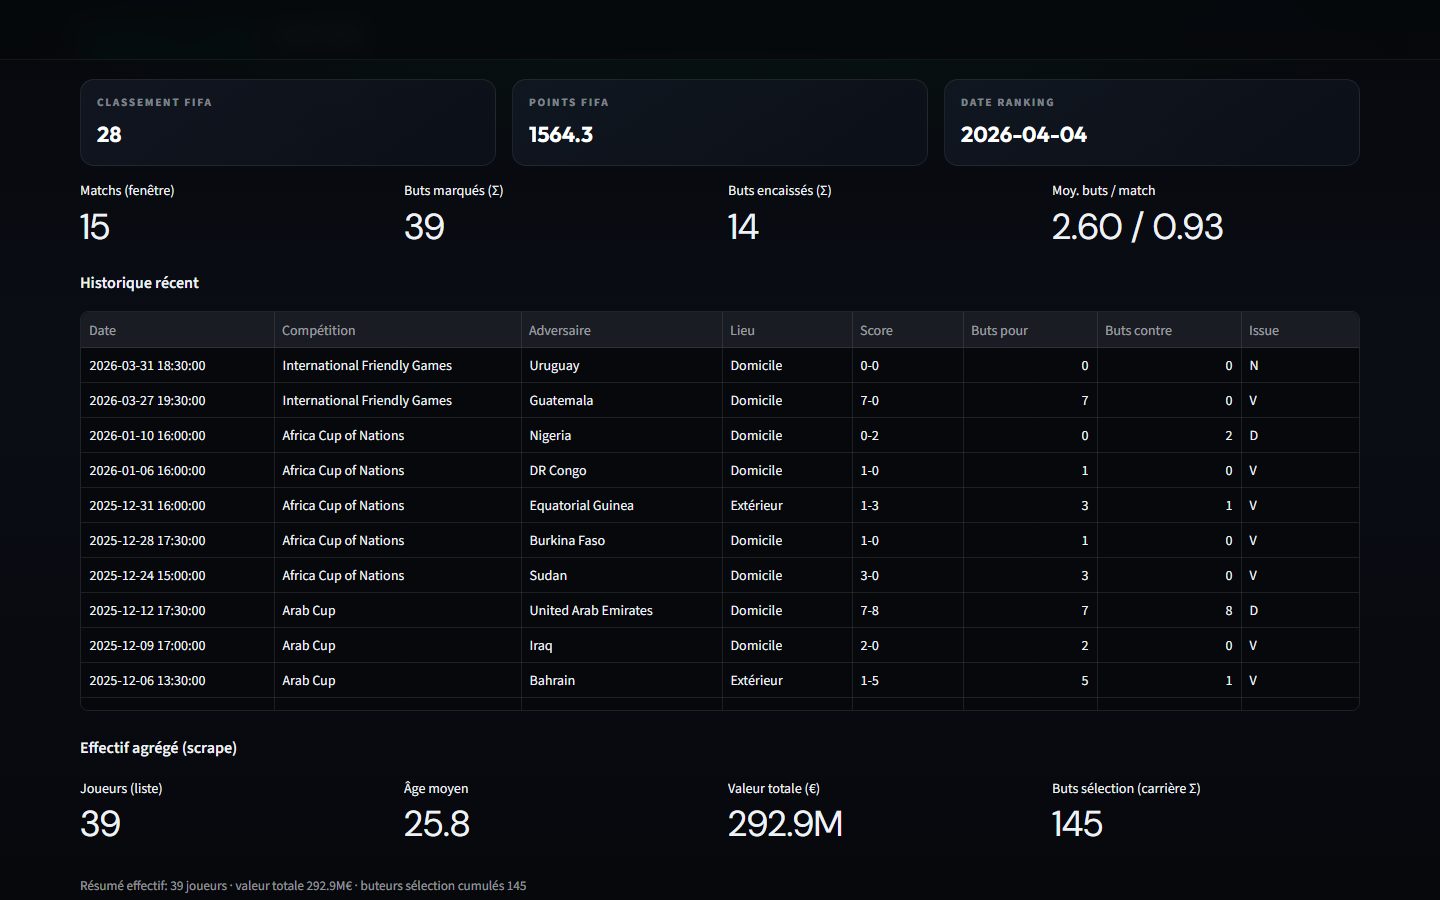 CLASSEMENT FIFA POINTS FIFA DATE RANKING
28 1564.3 2026-04-04
Matchs (fenêtre) Buts marqués (Σ) Buts encaissés (Σ) Moy. buts / match
15 39 14 2.60 / 0.93
Historique récent
Date Compétition Adversaire Lieu Score Buts pour Buts contre Issue
2026-03-31 18:30:00 International Friendly Games Uruguay Domicile 0-0 0 0 N
2026-03-27 19:30:00 International Friendly Games Guatemala Domicile 7-0 7 0 V
2026-01-10 16:00:00 Africa Cup of Nations Nigeria Domicile 0-2 0 2 D
2026-01-06 16:00:00 Africa Cup of Nations DR Congo Domicile 1-0 1 0 V
2025-12-31 16:00:00 Africa Cup of Nations Equatorial Guinea Extérieur 1-3 3 1 V
2025-12-28 17:30:00 Africa Cup of Nations Burkina Faso Domicile 1-0 1 0 V
2025-12-24 15:00:00 Africa Cup of Nations Sudan Domicile 3-0 3 0 V
2025-12-12 17:30:00 Arab Cup United Arab Emirates Domicile 7-8 7 8 D
2025-12-09 17:00:00 Arab Cup Iraq Domicile 2-0 2 0 V
2025-12-06 13:30:00 Arab Cup Bahrain Extérieur 1-5 5 1 V
Effectif agrégé (scrape)
Joueurs (liste) Âge moyen Valeur totale (€) Buts sélection (carrière Σ)
39 25.8 292.9M 145
Résumé effectif: 39 joueurs · valeur totale 292.9M€ · buteurs sélection cumulés 145